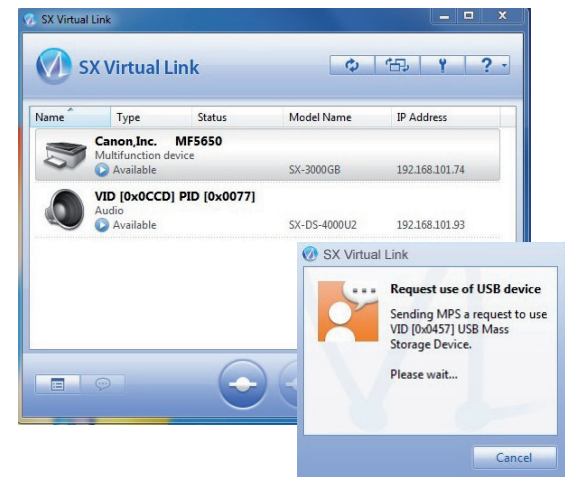 SX Virtual Link
SX Virtual Link
?
Name Type Status Model Name IP Address
Canon,Inc. MF5650
Multifunction device
Available SX-3000GB 192.168.101.74
VID [0x0CCD] PID [0x0077]
Audio
Available SX-DS-4000U2 192.168.101.93
SX Virtual Link
Request use of USB device
Sending MPS a request to use
VID [0x0457] USB Mass
Storage Device.
Please wait...
Cancel